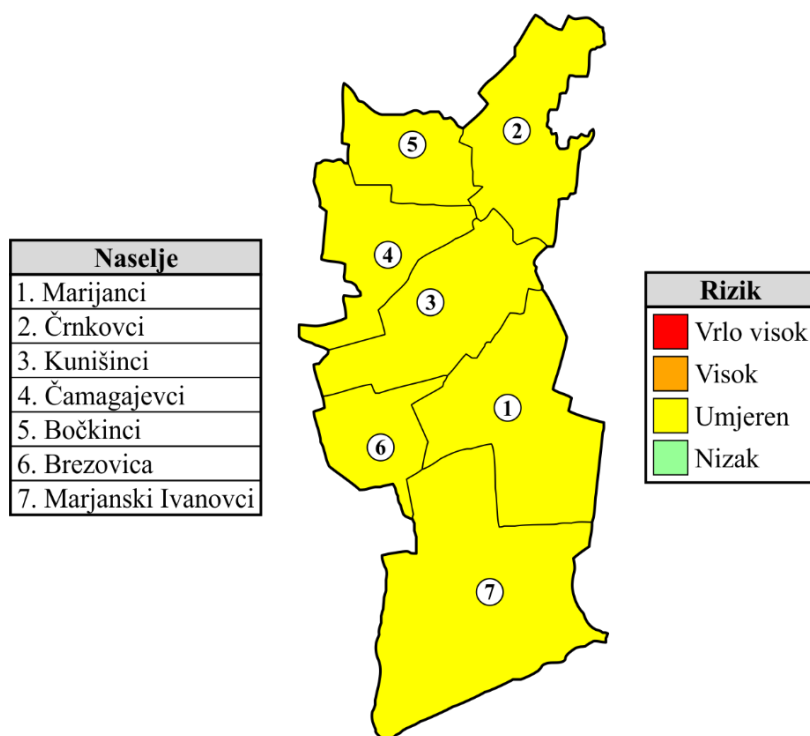 Naselje
1. Marijanci
2. Črnkovci
3. Kunišinci
4. Čamagajevci
5. Bočkinci
6. Brezovica
7. Marjanski Ivanovci
2
5
4
3
1
6
7
Rizik
Vrlo visok
Visok
Umjeren
Nizak